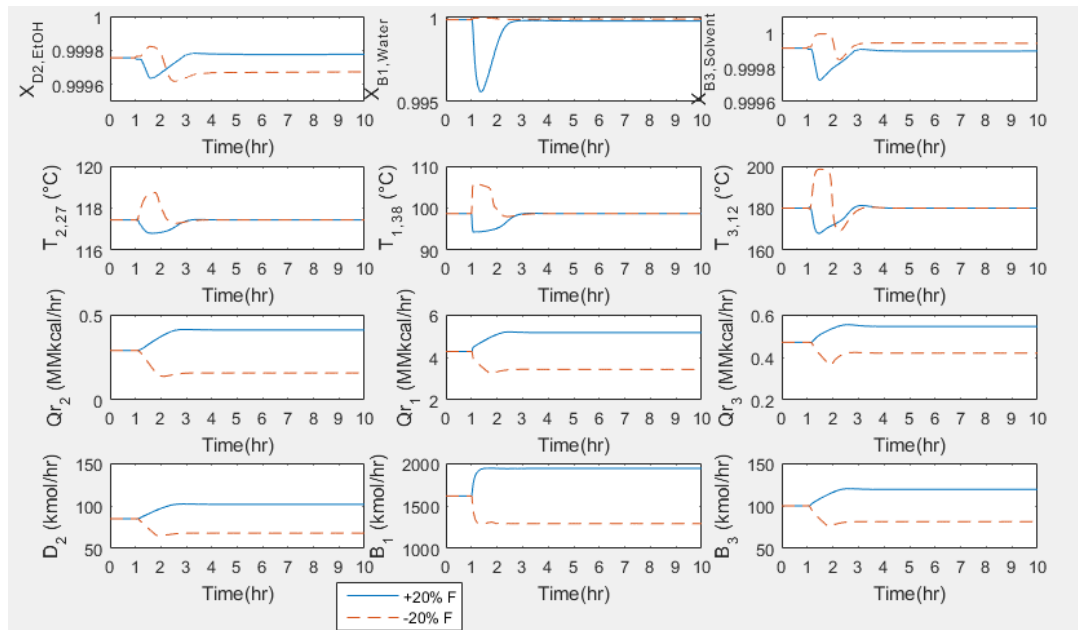 X_D2,EtOH
0.9998
0.9996
0 1 2 3 4 5 6 7 8 9 10
Time(hr)
X_B1,Water
1
0.995
0 1 2 3 4 5 6 7 8 9 10
Time(hr)
X_B3,Solvent
1
0.9998
0.9996
0 1 2 3 4 5 6 7 8 9 10
Time(hr)
T_2,27 (°C)
120
118
116
0 1 2 3 4 5 6 7 8 9 10
Time(hr)
T_1,38 (°C)
110
100
90
0 1 2 3 4 5 6 7 8 9 10
Time(hr)
T_3,12 (°C)
200
180
160
0 1 2 3 4 5 6 7 8 9 10
Time(hr)
Qr_2 (MMkcal/hr)
0.5
0
0 1 2 3 4 5 6 7 8 9 10
Time(hr)
Qr_1 (MMkcal/hr)
6
4
2
0 1 2 3 4 5 6 7 8 9 10
Time(hr)
Qr_3 (MMkcal/hr)
0.6
0.4
0.2
0 1 2 3 4 5 6 7 8 9 10
Time(hr)
D_2 (kmol/hr)
150
100
50
0 1 2 3 4 5 6 7 8 9 10
Time(hr)
B_1 (kmol/hr)
2000
1500
1000
0 1 2 3 4 5 6 7 8 9 10
Time(hr)
B_3 (kmol/hr)
150
100
50
0 1 2 3 4 5 6 7 8 9 10
Time(hr)
+20% F
-20% F